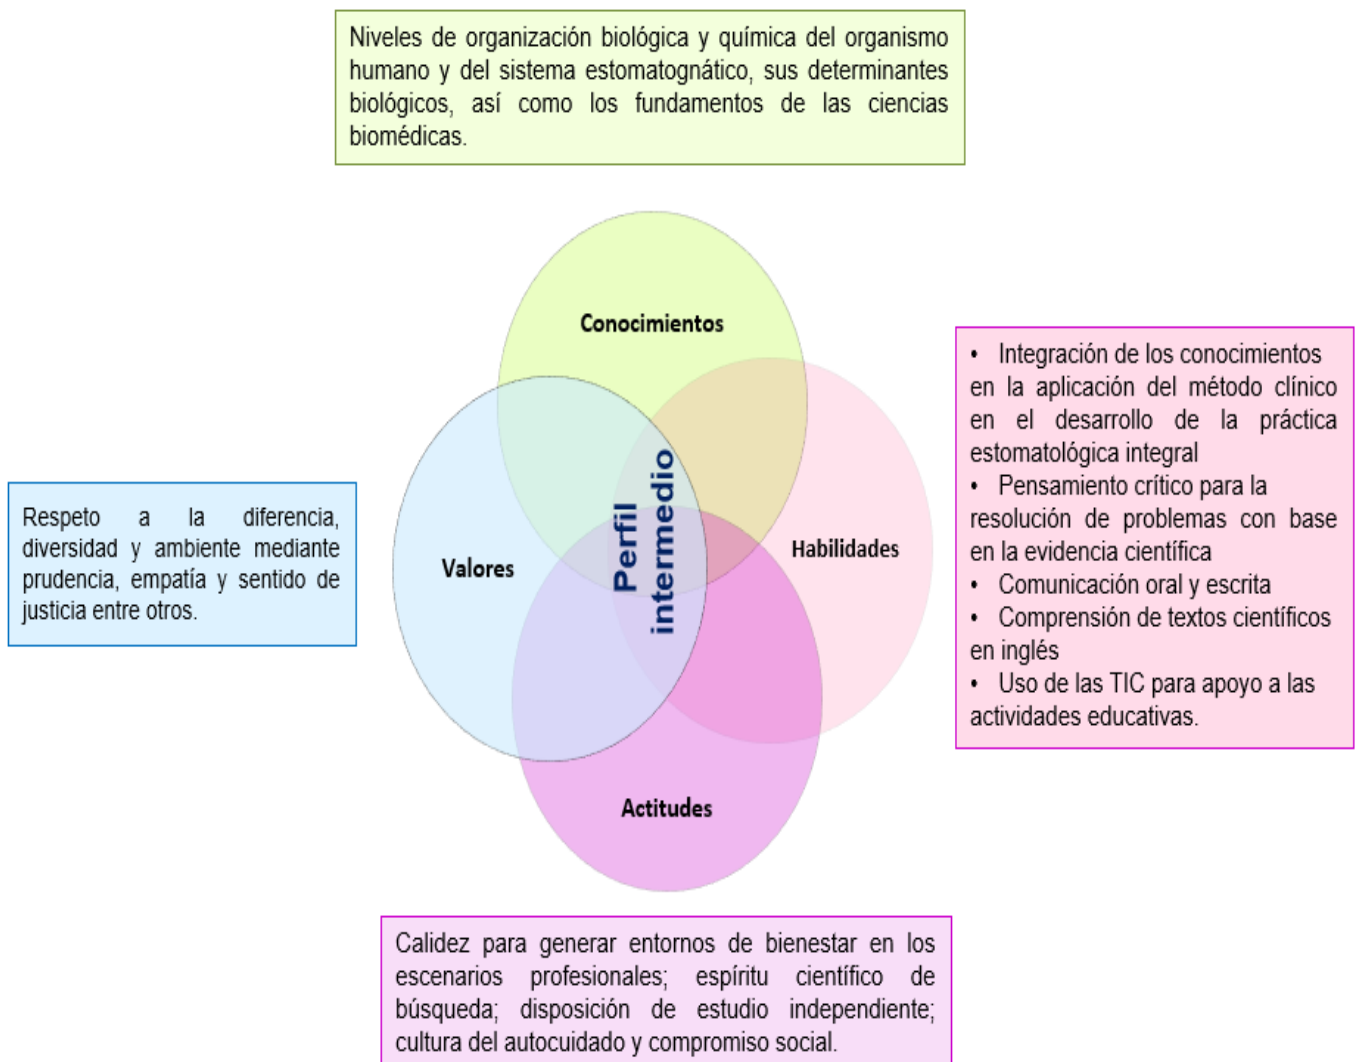 Niveles de organización biológica y química del organismo
humano y del sistema estomatognático, sus determinantes
biológicos, así como los fundamentos de las ciencias
biomédicas.
Conocimientos
Valores
Perfil
intermedio
Habilidades
Actitudes
Respeto a la diferencia,
diversidad y ambiente mediante
prudencia, empatía y sentido de
justicia entre otros.
• Integración de los conocimientos
en la aplicación del método clínico
en el desarrollo de la práctica
estomatológica integral
• Pensamiento crítico para la
resolución de problemas con base
en la evidencia científica
• Comunicación oral y escrita
• Comprensión de textos científicos
en inglés
• Uso de las TIC para apoyo a las
actividades educativas.
Calidez para generar entornos de bienestar en los
escenarios profesionales; espíritu científico de
búsqueda; disposición de estudio independiente;
cultura del autocuidado y compromiso social.